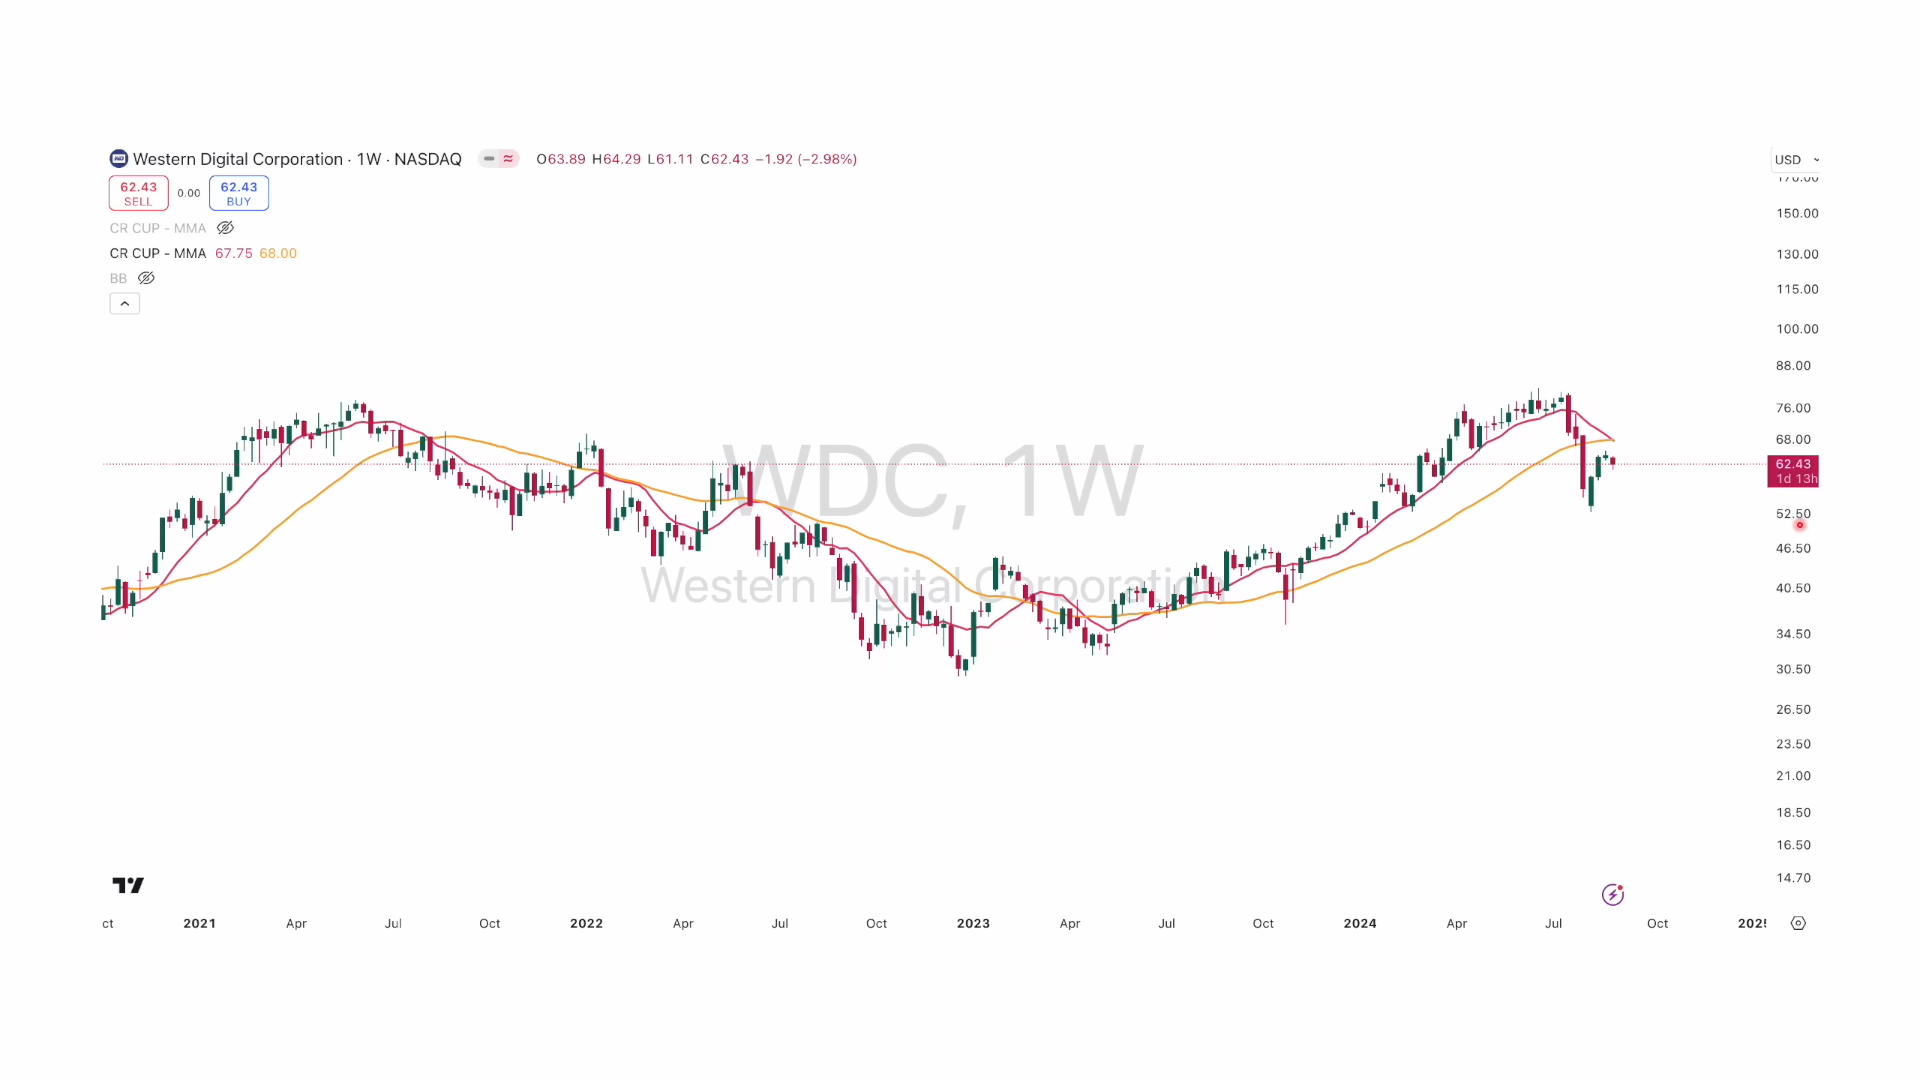 Western Digital Corporation · 1W · NASDAQ O63.89 H64.29 L61.11 C62.43 −1.92 (−2.98%)
USD
62.43 SELL 0.00 62.43 BUY
CR CUP - MMA
CR CUP - MMA 67.75 68.00
BB
WDC, 1W
Western Digital Corporation
170.00
150.00
130.00
115.00
100.00
88.00
76.00
68.00
62.43
1d 13h
52.50
46.50
40.50
34.50
30.50
26.50
23.50
21.00
18.50
16.50
14.70
ct 2021 Apr Jul Oct 2022 Apr Jul Oct 2023 Apr Jul Oct 2024 Apr Jul Oct 2025